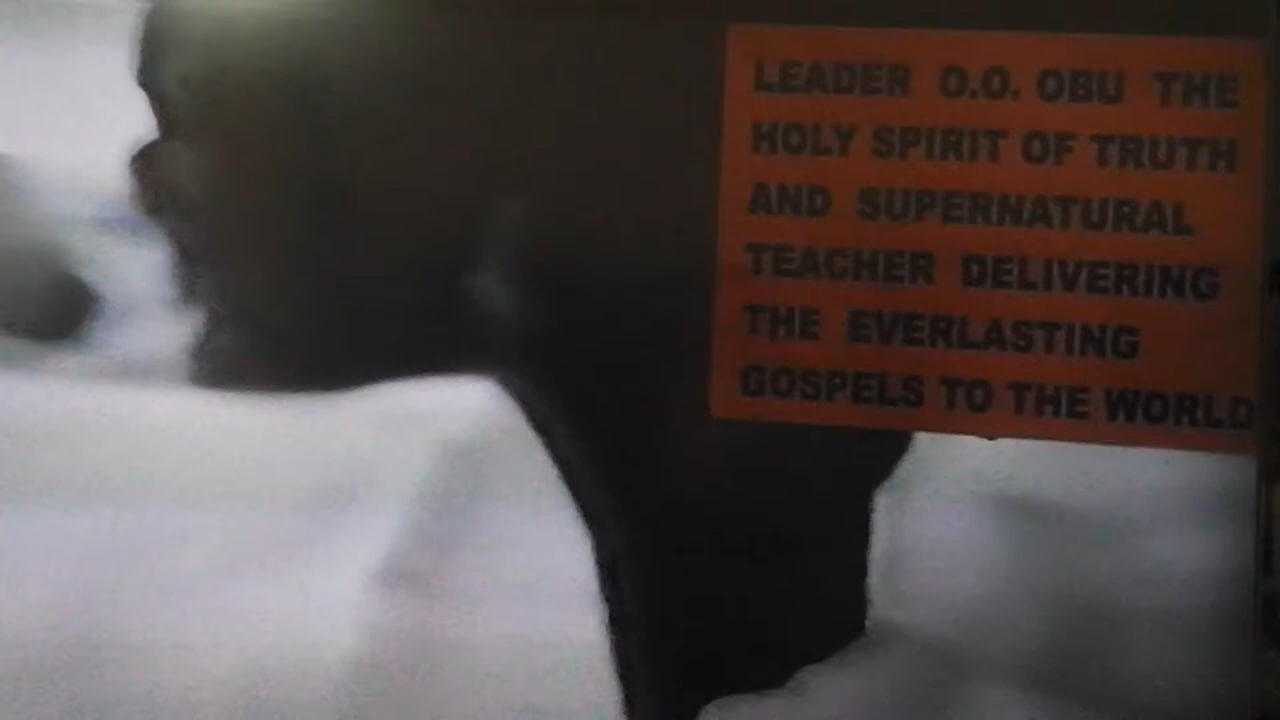 LEADER O.O. OBU THE
HOLY SPIRIT OF TRUTH
AND SUPERNATURAL
TEACHER DELIVERING
THE EVERLASTING
GOSPELS TO THE WORLD